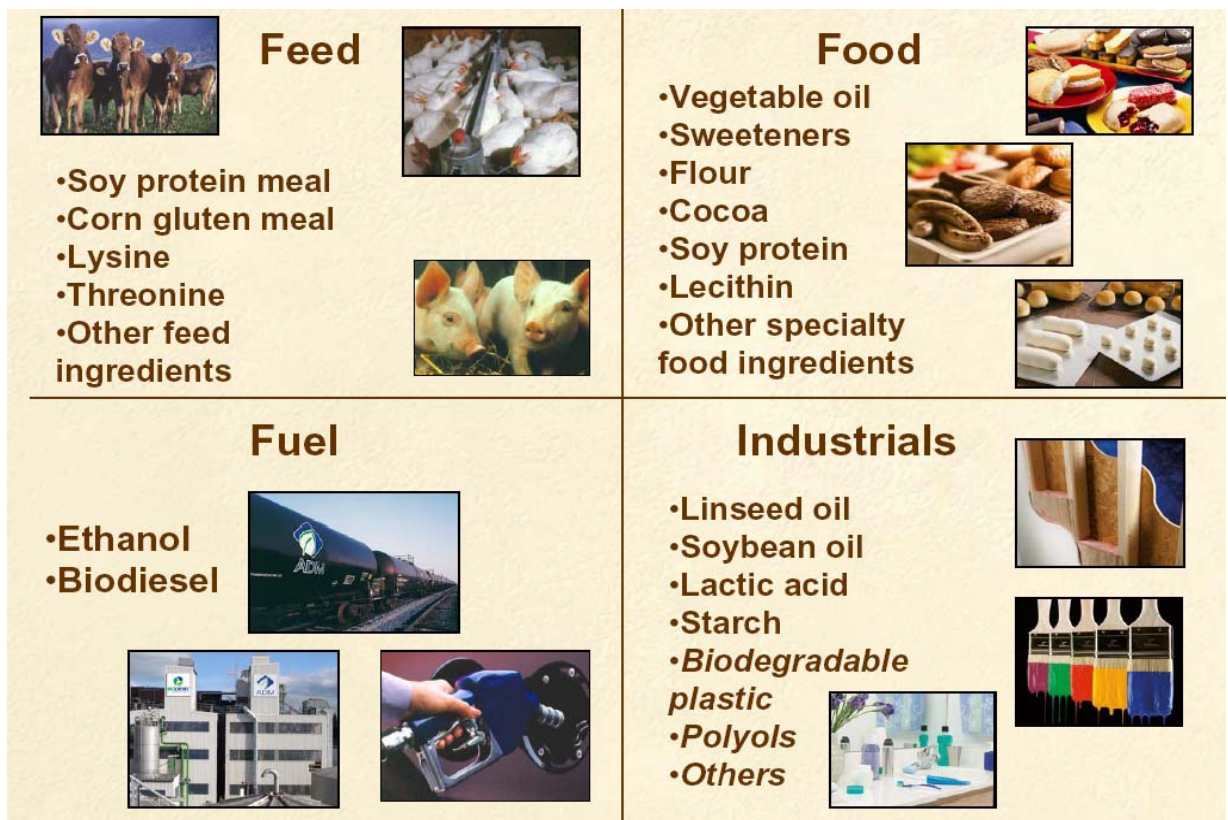 Feed
•Soy protein meal
•Corn gluten meal
•Lysine
•Threonine
•Other feed
ingredients
Food
•Vegetable oil
•Sweeteners
•Flour
•Cocoa
•Soy protein
•Lecithin
•Other specialty
food ingredients
Fuel
•Ethanol
•Biodiesel
ADM
ADM
Industrials
•Linseed oil
•Soybean oil
•Lactic acid
•Starch
•Biodegradable
plastic
•Polyols
•Others